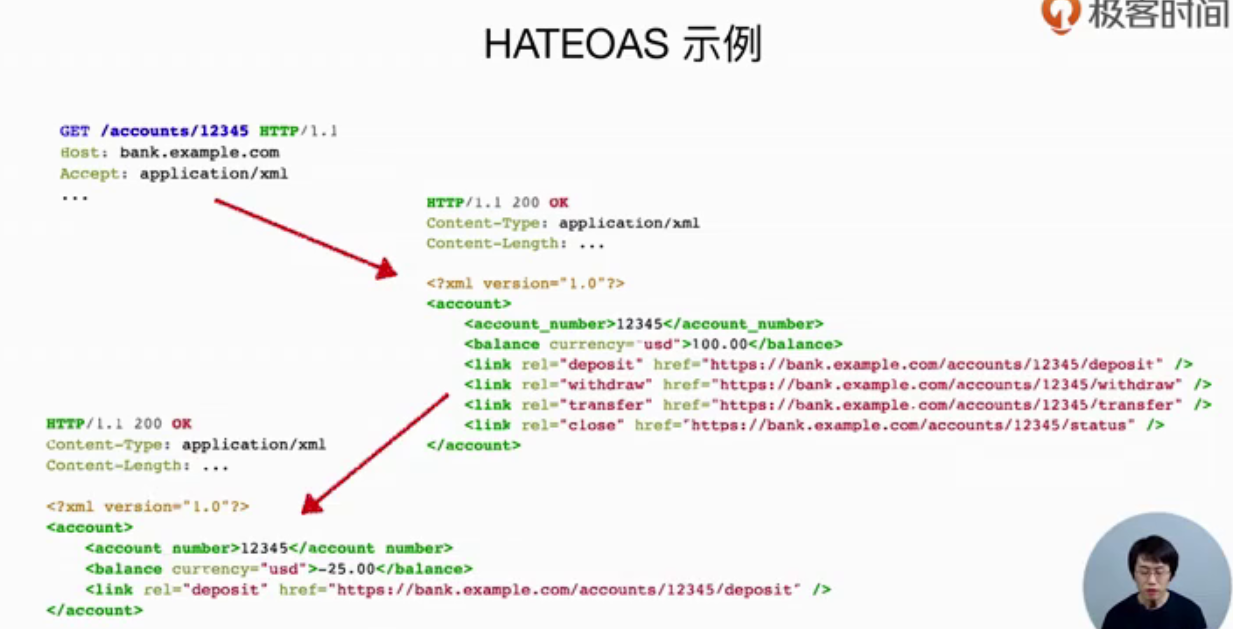 极客时间
HATEOAS 示例
GET /accounts/12345 HTTP/1.1
Host: bank.example.com
Accept: application/xml
...
HTTP/1.1 200 OK
Content-Type: application/xml
Content-Length: ...
<?xml version="1.0"?>
<account>
<account_number>12345</account_number>
<balance currency="usd">100.00</balance>
<link rel="deposit" href="https://bank.example.com/accounts/12345/deposit" />
<link rel="withdraw" href="https://bank.example.com/accounts/12345/withdraw" />
<link rel="transfer" href="https://bank.example.com/accounts/12345/transfer" />
<link rel="close" href="https://bank.example.com/accounts/12345/status" />
</account>
HTTP/1.1 200 OK
Content-Type: application/xml
Content-Length: ...
<?xml version="1.0"?>
<account>
<account_number>12345</account_number>
<balance currency="usd">-25.00</balance>
<link rel="deposit" href="https://bank.example.com/accounts/12345/deposit" />
</account>